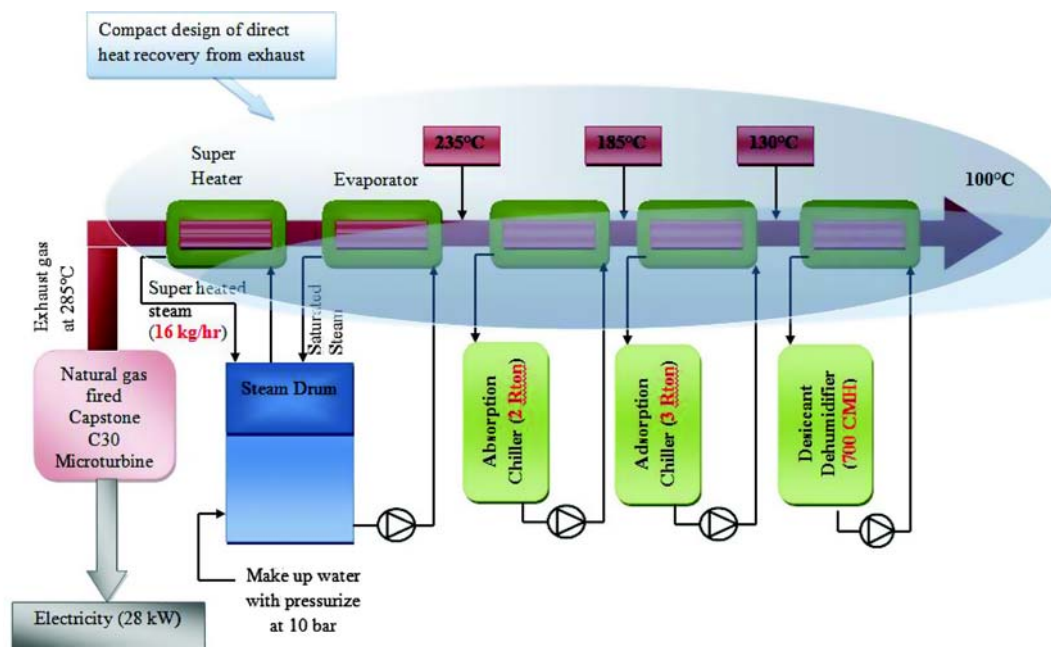 Compact design of direct
heat recovery from exhaust
235°C
185°C
130°C
100°C
Super
Heater
Evaporator
Exhaust gas
at 285°C
Super heated
steam
(16 kg/hr)
Saturated
Steam
Natural gas
fired
Capstone
C30
Microturbine
Steam Drum
Absorption
Chiller (2 Rton)
Adsorption
Chiller (3 Rton)
Desiccant
Dehumidifier
(700 CMH)
Make up water
with pressurize
at 10 bar
Electricity (28 kW)